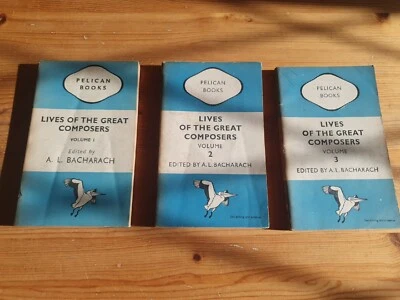 PELICAN
BOOKS
LIVES OF THE GREAT
COMPOSERS
VOLUME I
Edited by
A. L. BACHARACH
PELICAN
BOOKS
LIVES
OF THE GREAT
COMPOSERS
VOLUME
2
EDITED BY A. L. BACHARACH
PELICAN
BOOKS
LIVES
OF THE GREAT
COMPOSERS
VOLUME
3
EDITED BY A. L. BACHARACH